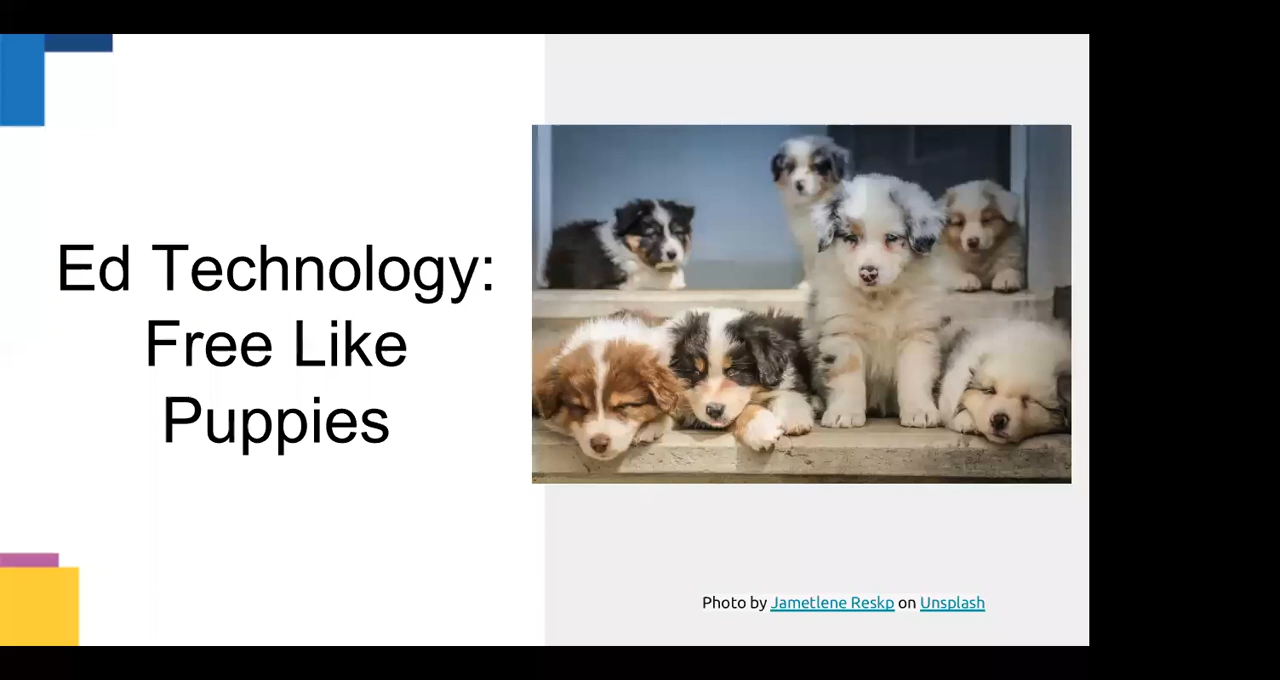 Ed Technology:
Free Like
Puppies
Photo by Jametlene Reskp on Unsplash